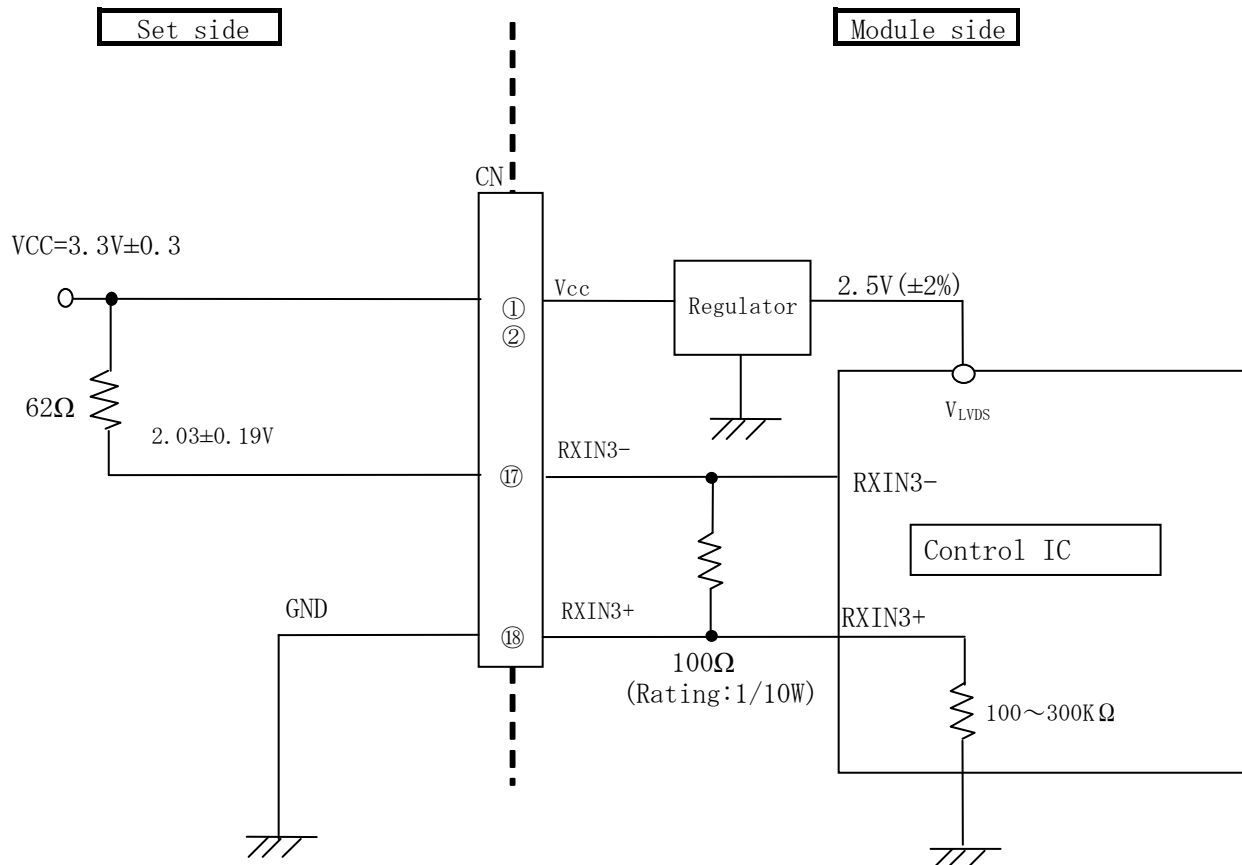 Set side
Module side
CN
VCC=3.3V±0.3
Vcc
2.5V(±2%)
①
Regulator
②
VLVDS
62Ω
2.03±0.19V
RXIN3-
⑰
RXIN3-
Control IC
GND
RXIN3+
RXIN3+
⑱
100Ω
(Rating:1/10W)
100～300KΩ